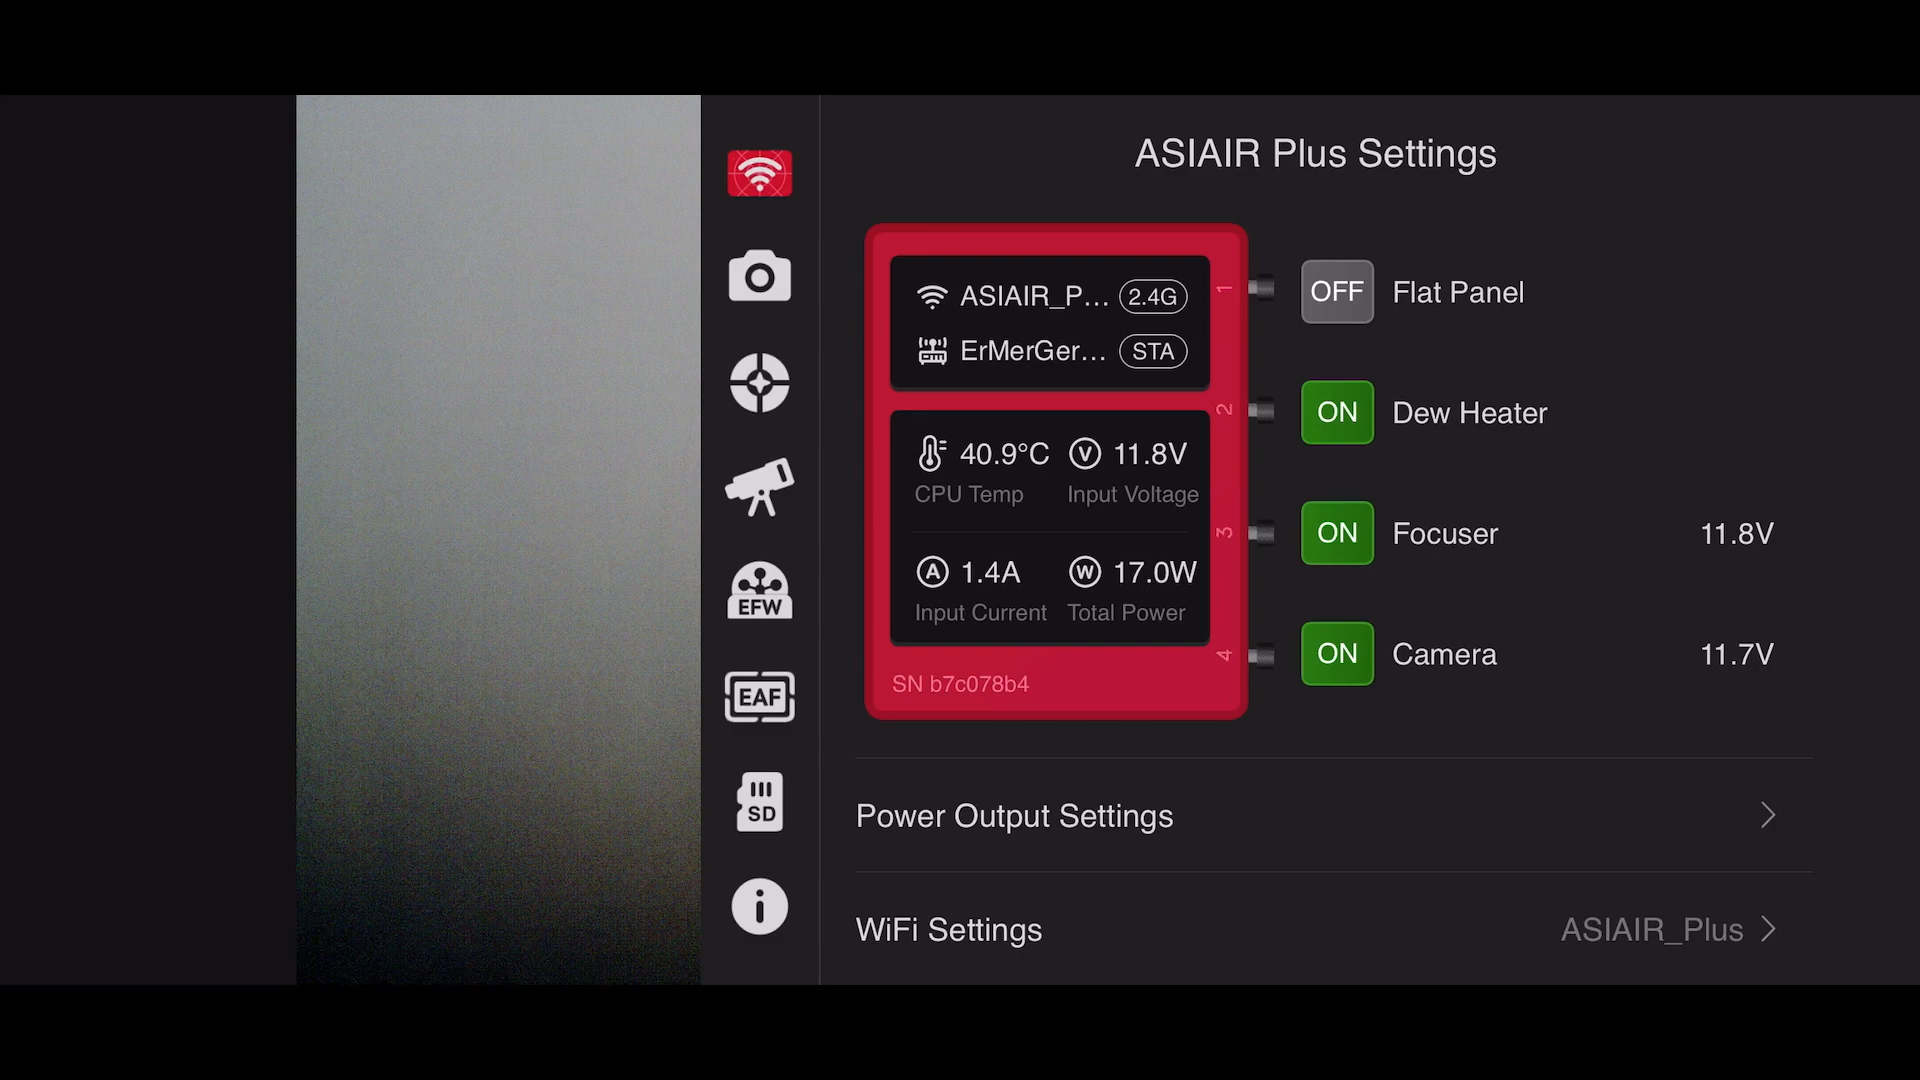 ASIAIR Plus Settings
ASIAIR_P... 2.4G
ErMerGer... STA
40.9°C V 11.8V
CPU Temp Input Voltage
A 1.4A W 17.0W
Input Current Total Power
SN b7c078b4
1 OFF Flat Panel
2 ON Dew Heater
3 ON Focuser 11.8V
4 ON Camera 11.7V
EFW
EAF
SD
i
Power Output Settings
WiFi Settings ASIAIR_Plus